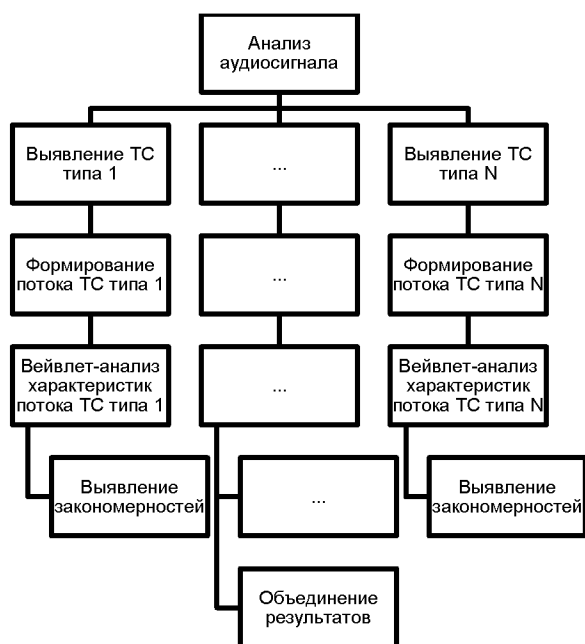 Анализ
аудиосигнала
Выявление ТС
типа 1
...
Выявление ТС
типа N
Формирование
потока ТС типа 1
...
Формирование
потока ТС типа N
Вейвлет-анализ
характеристик
потока ТС типа 1
...
Вейвлет-анализ
характеристик
потока ТС типа N
Выявление
закономерностей
...
Выявление
закономерностей
Объединение
результатов